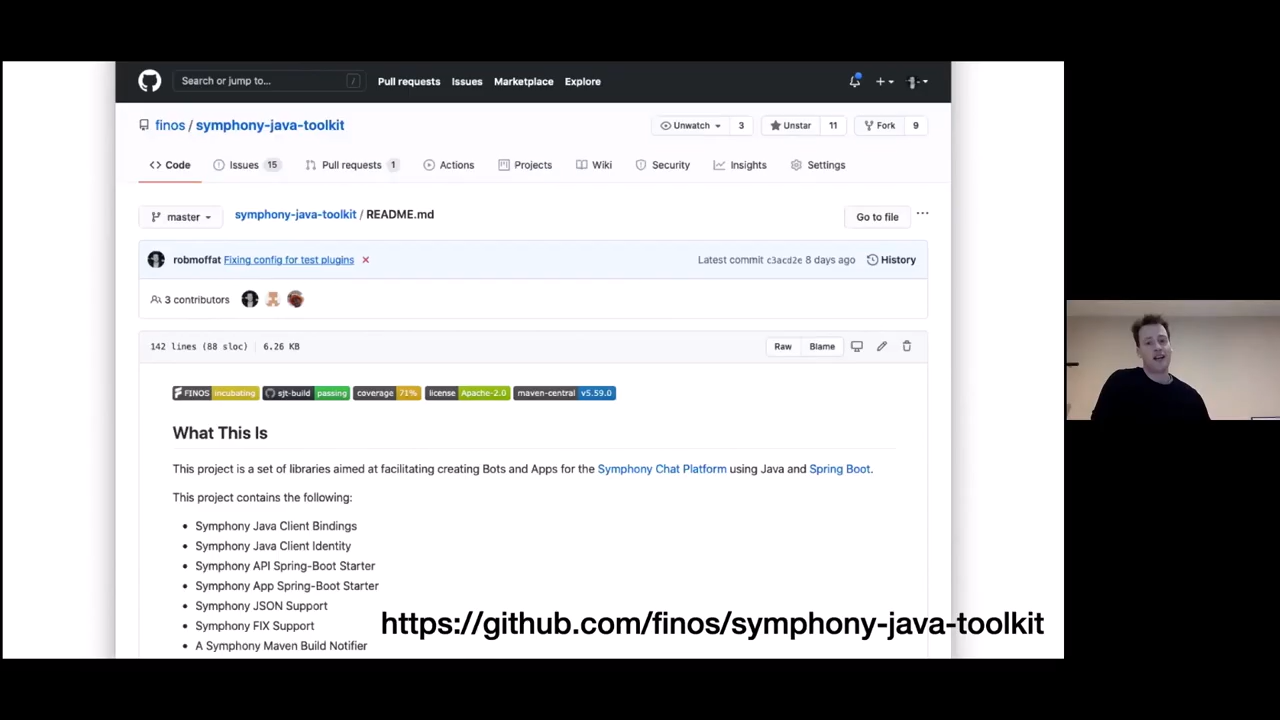 Search or jump to... / Pull requests Issues Marketplace Explore
finos / symphony-java-toolkit Unwatch 3 Unstar 11 Fork 9
Code Issues 15 Pull requests 1 Actions Projects Wiki Security Insights Settings
master symphony-java-toolkit / README.md Go to file ...
robmoffat Fixing config for test plugins Latest commit c3acd2e 8 days ago History
3 contributors
142 lines (88 sloc) 6.26 KB Raw Blame
FINOS incubating sjt-build passing coverage 71% license Apache-2.0 maven-central v5.59.0
What This Is
This project is a set of libraries aimed at facilitating creating Bots and Apps for the Symphony Chat Platform using Java and Spring Boot.
This project contains the following:
• Symphony Java Client Bindings
• Symphony Java Client Identity
• Symphony API Spring-Boot Starter
• Symphony App Spring-Boot Starter
• Symphony JSON Support
• Symphony FIX Support
• A Symphony Maven Build Notifier
https://github.com/finos/symphony-java-toolkit